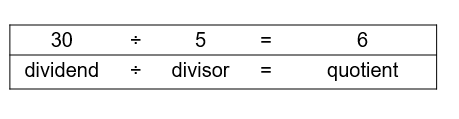 30 ÷ 5 = 6
dividend ÷ divisor = quotient